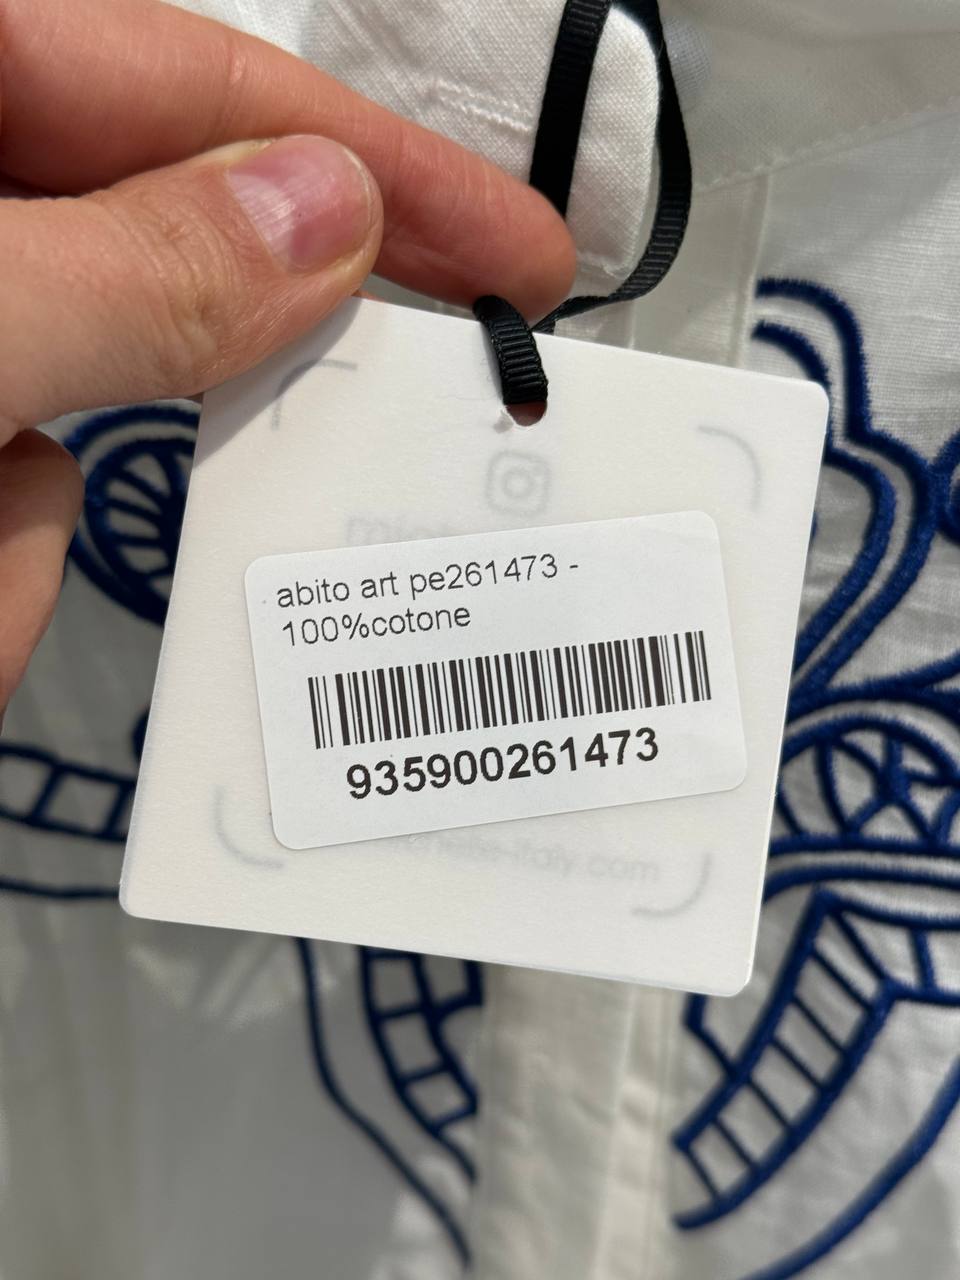 abito art pe261473 -
100%cotone
935900261473